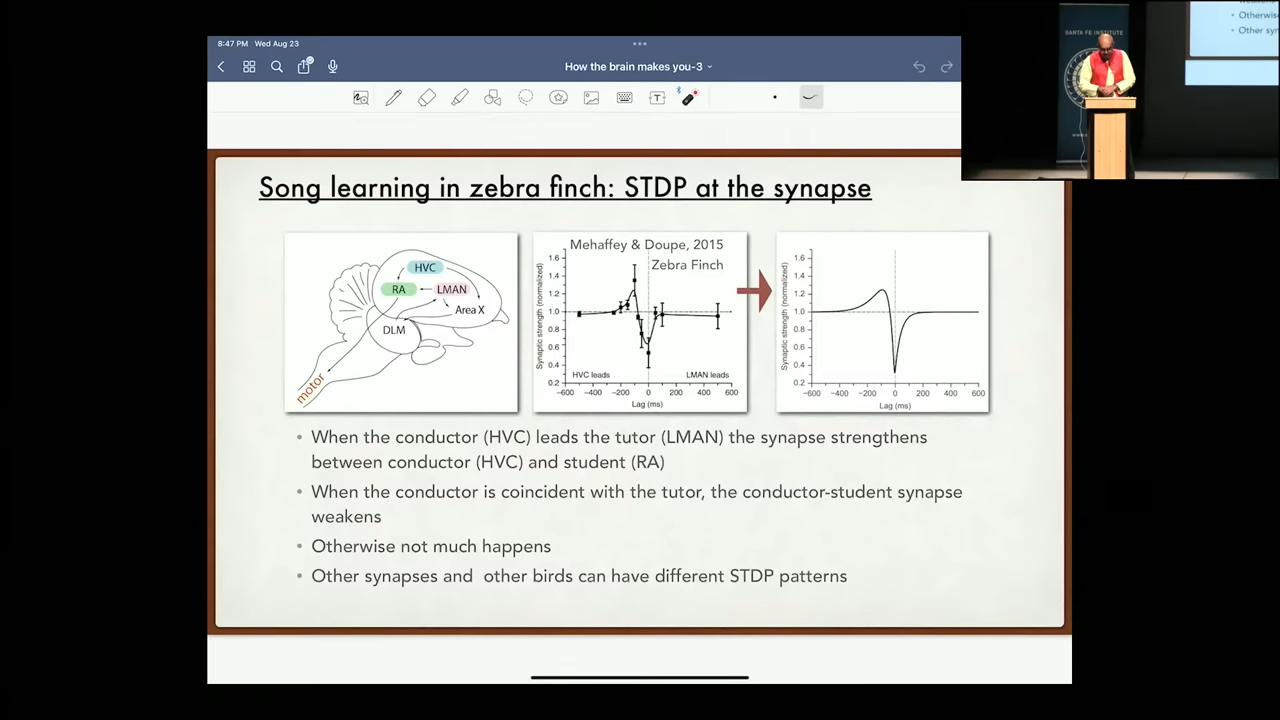 8:47 PM Wed Aug 23
How the brain makes you-3
T
SANTA FE INSTITUTE
Otherwise
Other syn
Song learning in zebra finch: STDP at the synapse
HVC
RA
LMAN
Area X
DLM
motor
Mehaffey & Doupe, 2015
Zebra Finch
Synaptic strength (normalized)
1.6
1.4
1.2
1.0
0.8
0.6
0.4
0.2
HVC leads
LMAN leads
−600 −400 −200 0 200 400 600
Lag (ms)
Synaptic strength (normalized)
1.6
1.4
1.2
1.0
0.8
0.6
0.4
0.2
−600 −400 −200 0 200 400 600
Lag (ms)
• When the conductor (HVC) leads the tutor (LMAN) the synapse strengthens
between conductor (HVC) and student (RA)
• When the conductor is coincident with the tutor, the conductor-student synapse
weakens
• Otherwise not much happens
• Other synapses and other birds can have different STDP patterns